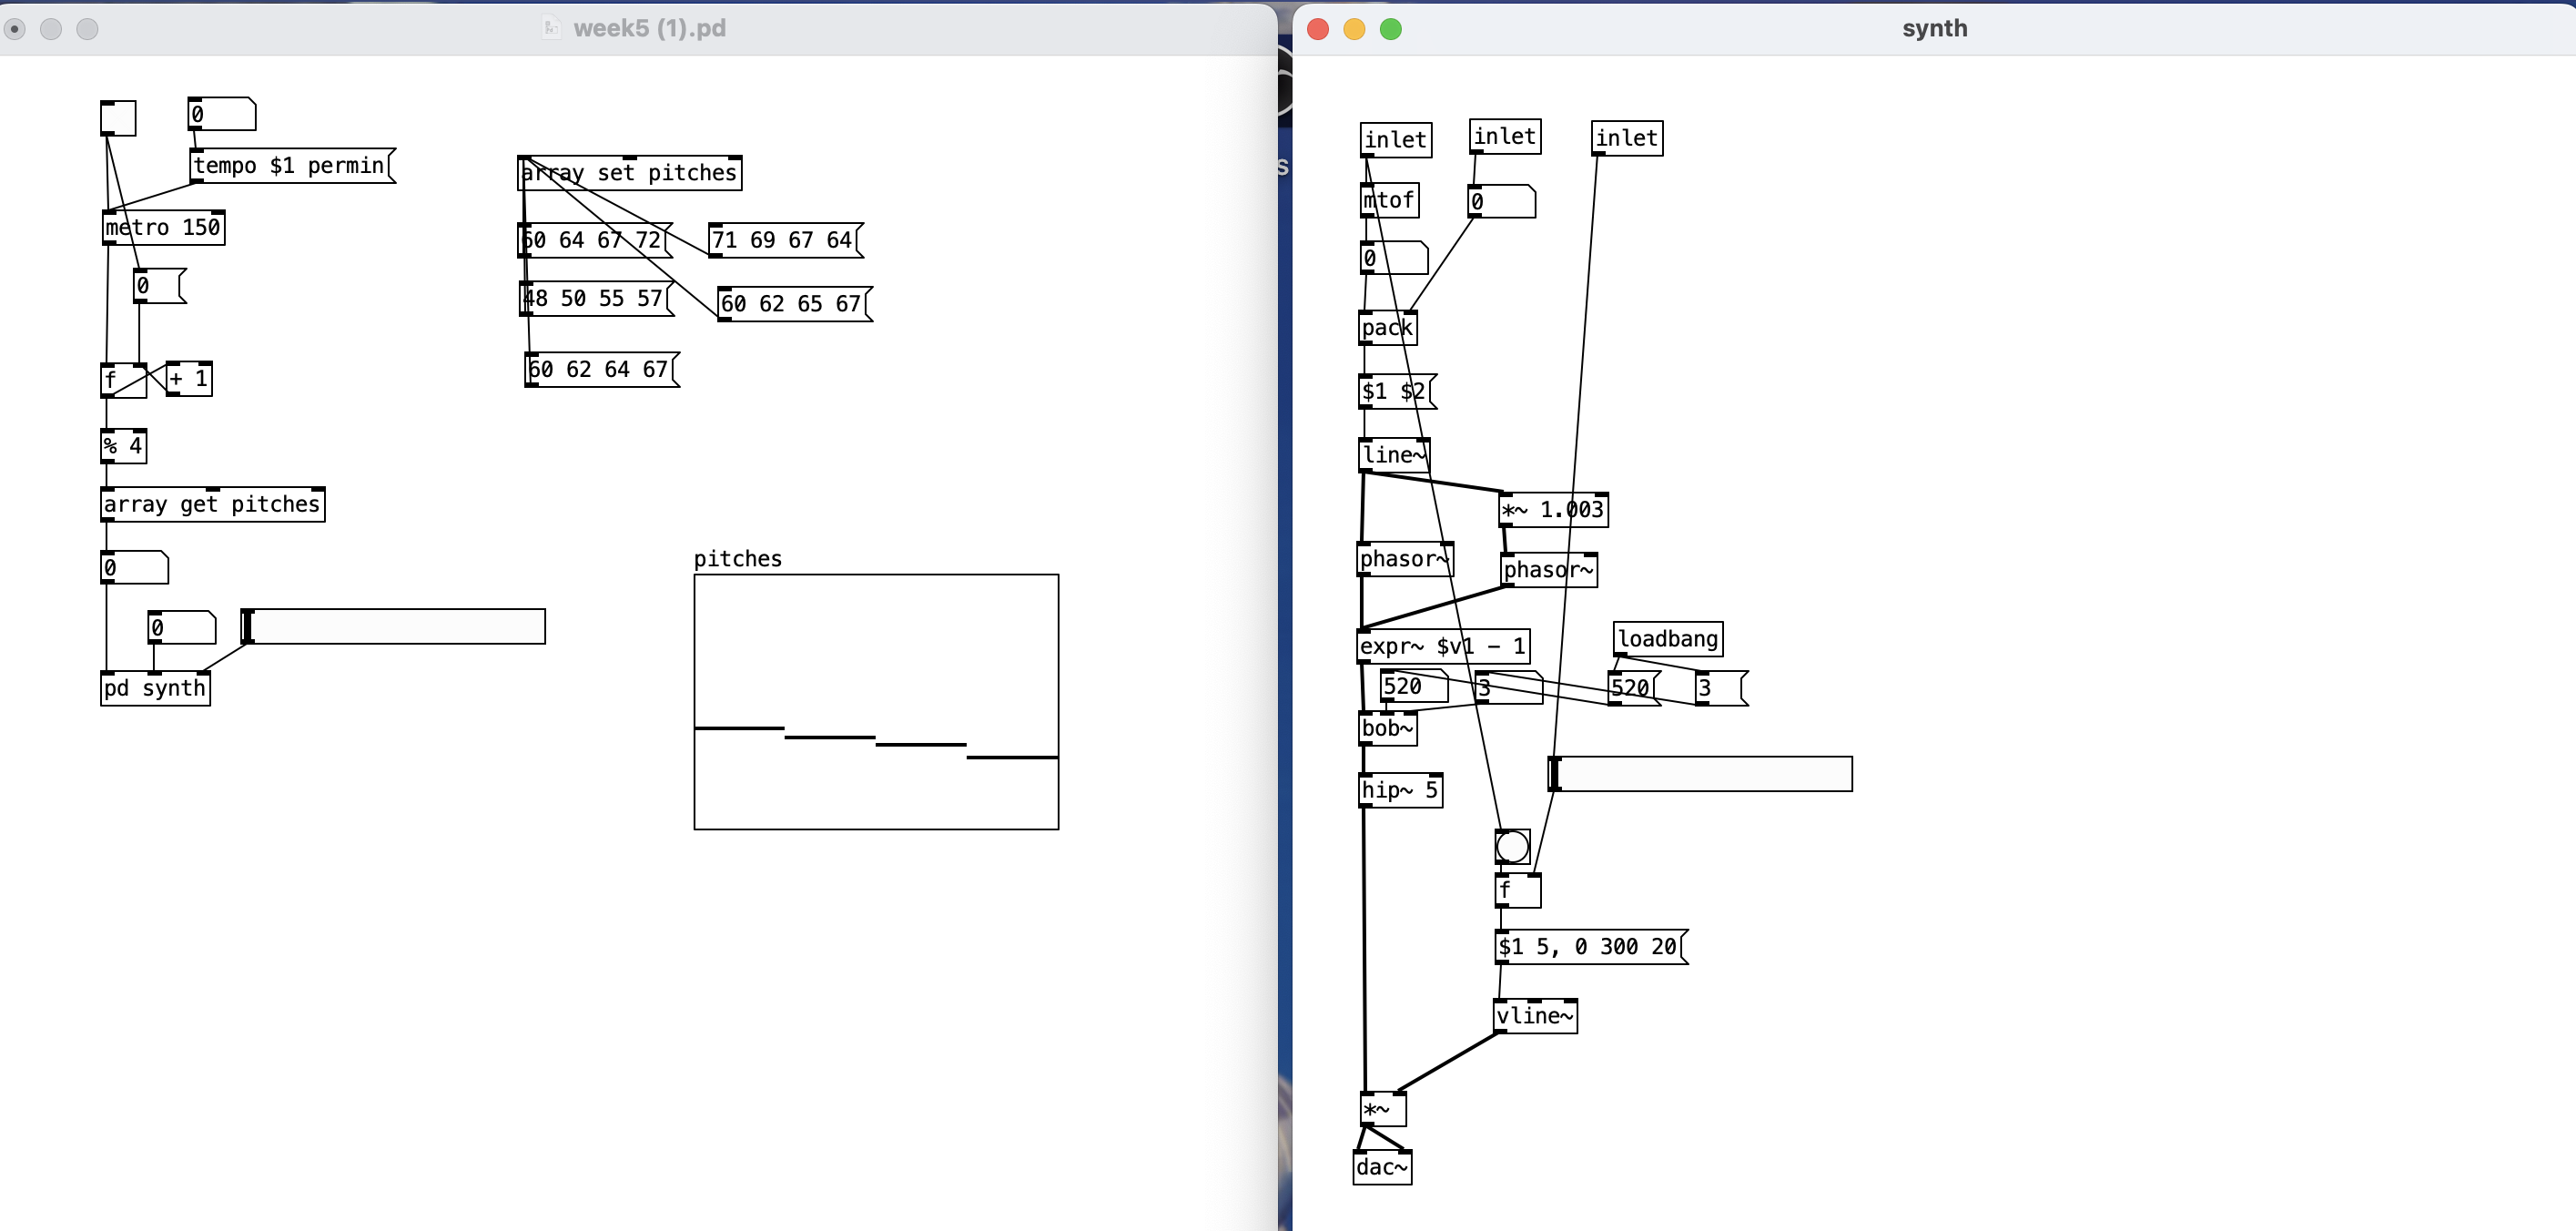 week5 (1).pd
0
tempo $1 permin
metro 150
0
f
+ 1
% 4
array get pitches
0
0
pd synth
array set pitches
60 64 67 72
71 69 67 64
48 50 55 57
60 62 65 67
60 62 64 67
pitches
s
synth
inlet
inlet
inlet
mtof
0
0
pack
$1 $2
line~
*~ 1.003
phasor~
phasor~
expr~ $v1 - 1
loadbang
520
3
520
3
bob~
hip~ 5
f
$1 5, 0 300 20
vline~
*~
dac~